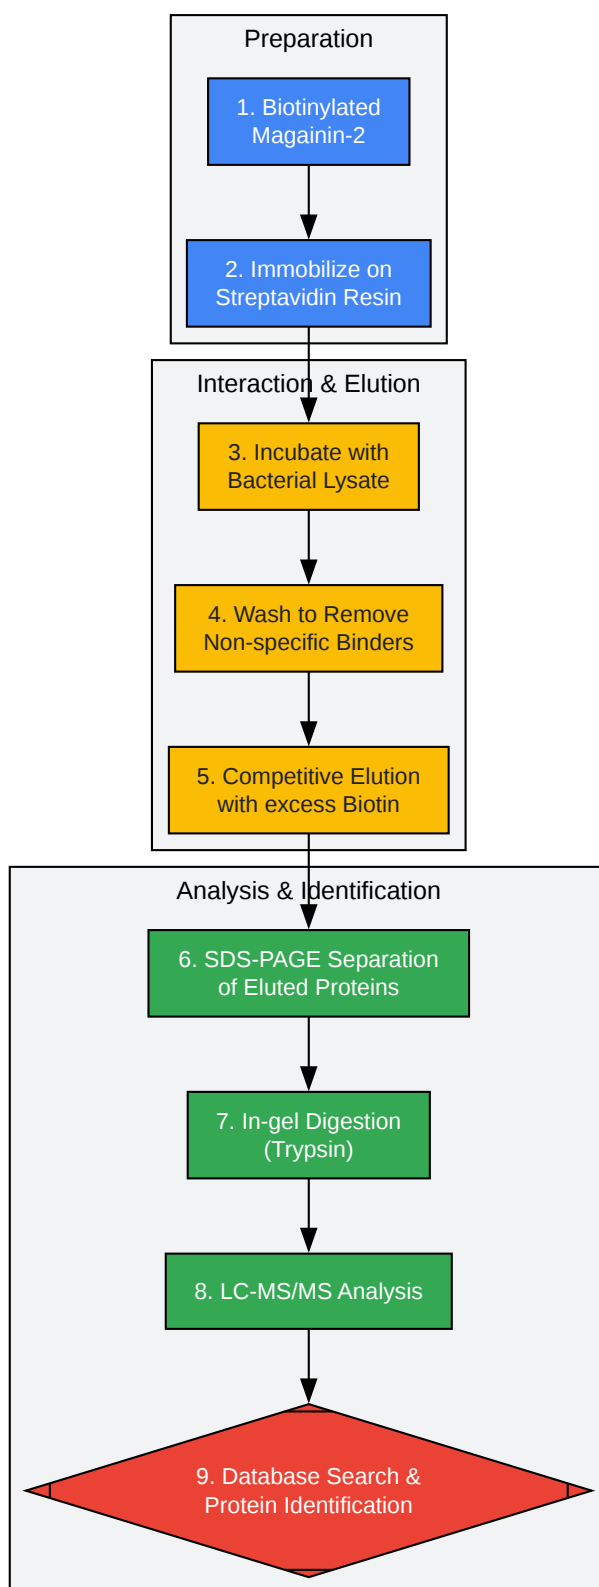 Preparation
1. Biotinylated
Magainin-2
2. Immobilize on
Streptavidin Resin
Interaction & Elution
3. Incubate with
Bacterial Lysate
4. Wash to Remove
Non-specific Binders
5. Competitive Elution
with excess Biotin
Analysis & Identification
6. SDS-PAGE Separation
of Eluted Proteins
7. In-gel Digestion
(Trypsin)
8. LC-MS/MS Analysis
9. Database Search &
Protein Identification